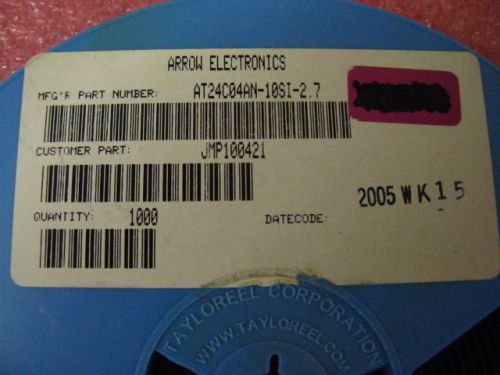 ARROW ELECTRONICS
MFG'R PART NUMBER: AT24C04AN-10SI-2.7
CUSTOMER PART: JMP100421
QUANTITY: 1000 DATECODE: 2005 WK15
TAYLOREEL CORPORATION
WWW.TAYLOREEL.COM